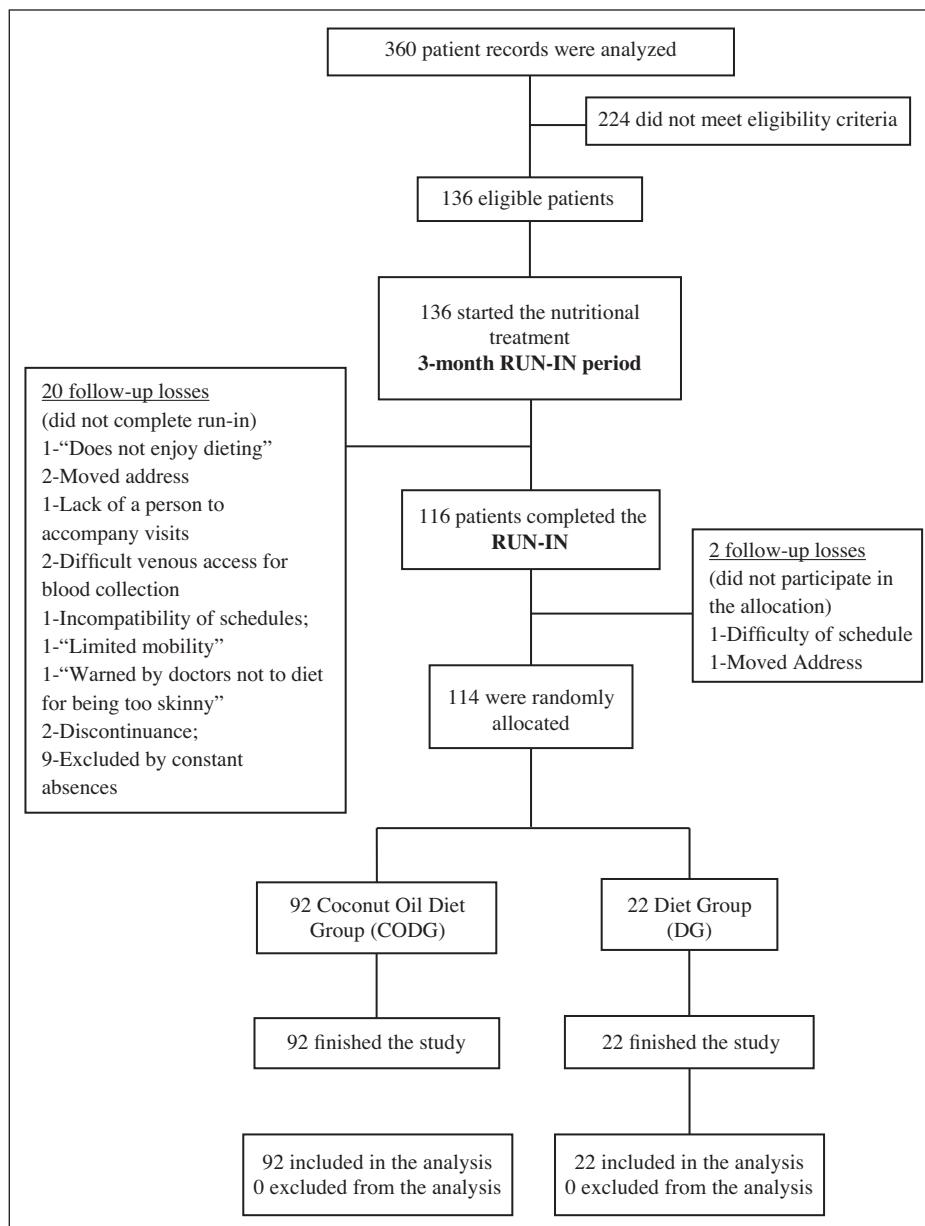 360 patient records were analyzed
224 did not meet eligibility criteria
136 eligible patients
136 started the nutritional
treatment
3-month RUN-IN period
20 follow-up losses
(did not complete run-in)
1-“Does not enjoy dieting”
2-Moved address
1-Lack of a person to
accompany visits
2-Difficult venous access for
blood collection
1-Incompatibility of schedules;
1-“Limited mobility”
1-“Warned by doctors not to diet
for being too skinny”
2-Discontinuance;
9-Excluded by constant
absences
116 patients completed the
RUN-IN
2 follow-up losses
(did not participate in
the allocation)
1-Difficulty of schedule
1-Moved Address
114 were randomly
allocated
92 Coconut Oil Diet
Group (CODG)
22 Diet Group
(DG)
92 finished the study
22 finished the study
92 included in the analysis
0 excluded from the analysis
22 included in the analysis
0 excluded from the analysis